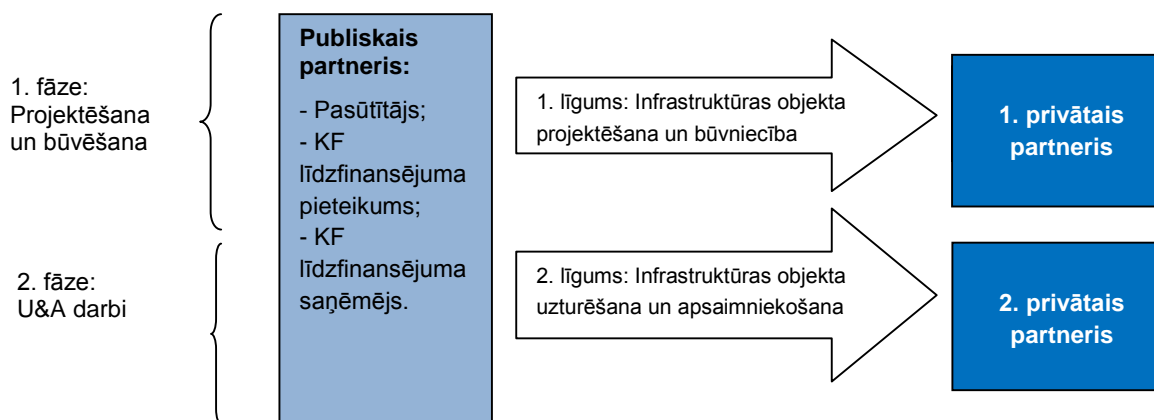 1. fāze:
Projektēšana
un būvēšana
2. fāze:
U&A darbi
Publiskais
partneris:
- Pasūtītājs;
- KF
līdzfinansējuma
pieteikums;
- KF
līdzfinansējuma
saņēmējs.
1. līgums: Infrastruktūras objekta
projektēšana un būvniecība
2. līgums: Infrastruktūras objekta
uzturēšana un apsaimniekošana
1. privātais
partneris
2. privātais
partneris